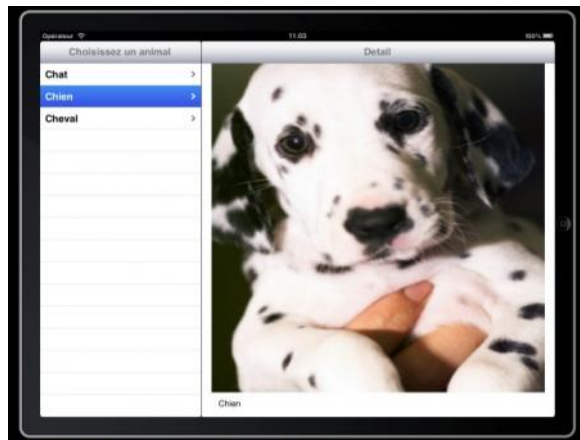 Opérateur 11:03 100%
Choisissez un animal
Detail
Chat
Chien
Cheval
Chien